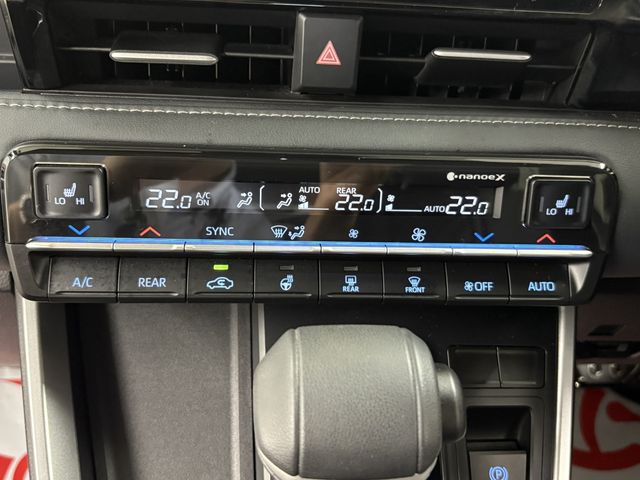 nanoeX
LO HI
22.0 A/C ON
AUTO
REAR
22.0
AUTO 22.0
LO HI
SYNC
A/C
REAR
REAR
FRONT
OFF
AUTO
P